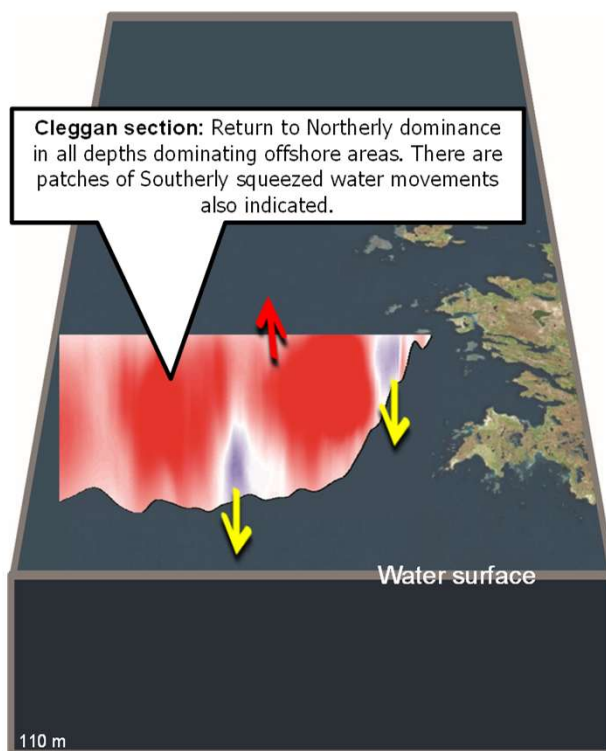 Cleggan section: Return to Northerly dominance
in all depths dominating offshore areas. There are
patches of Southerly squeezed water movements
also indicated.
Water surface
110 m